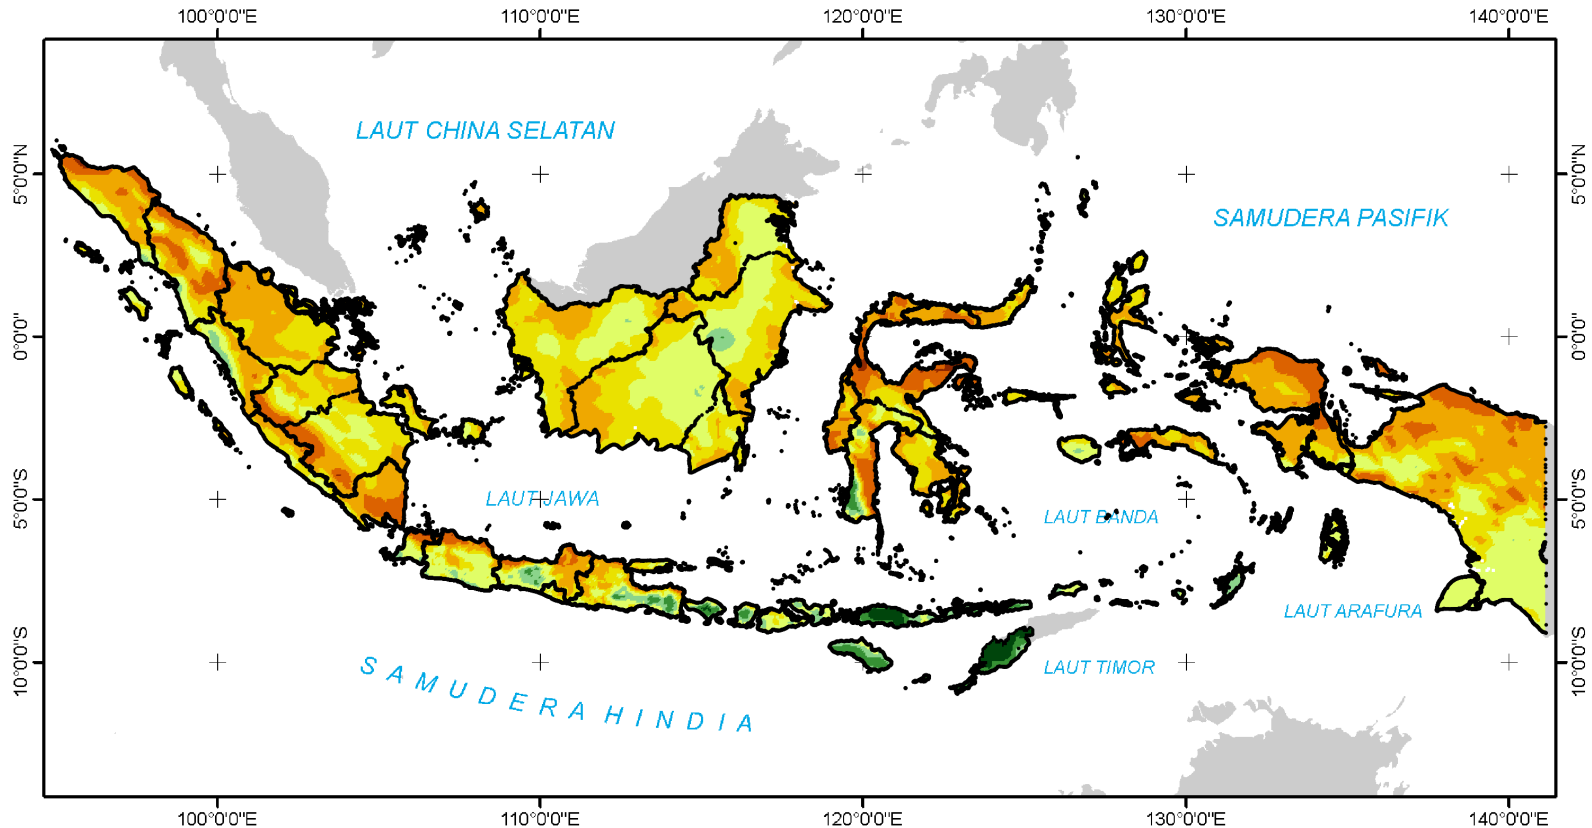 100°0'0"E 110°0'0"E 120°0'0"E 130°0'0"E 140°0'0"E
LAUT CHINA SELATAN
5°0'0"N 5°0'0"N
SAMUDERA PASIFIK
0°0'0" 0°0'0"
5°0'0"S LAUT JAWA 5°0'0"S
LAUT BANDA
LAUT ARAFURA
10°0'0"S LAUT TIMOR 10°0'0"S
SAMUDERA HINDIA
100°0'0"E 110°0'0"E 120°0'0"E 130°0'0"E 140°0'0"E